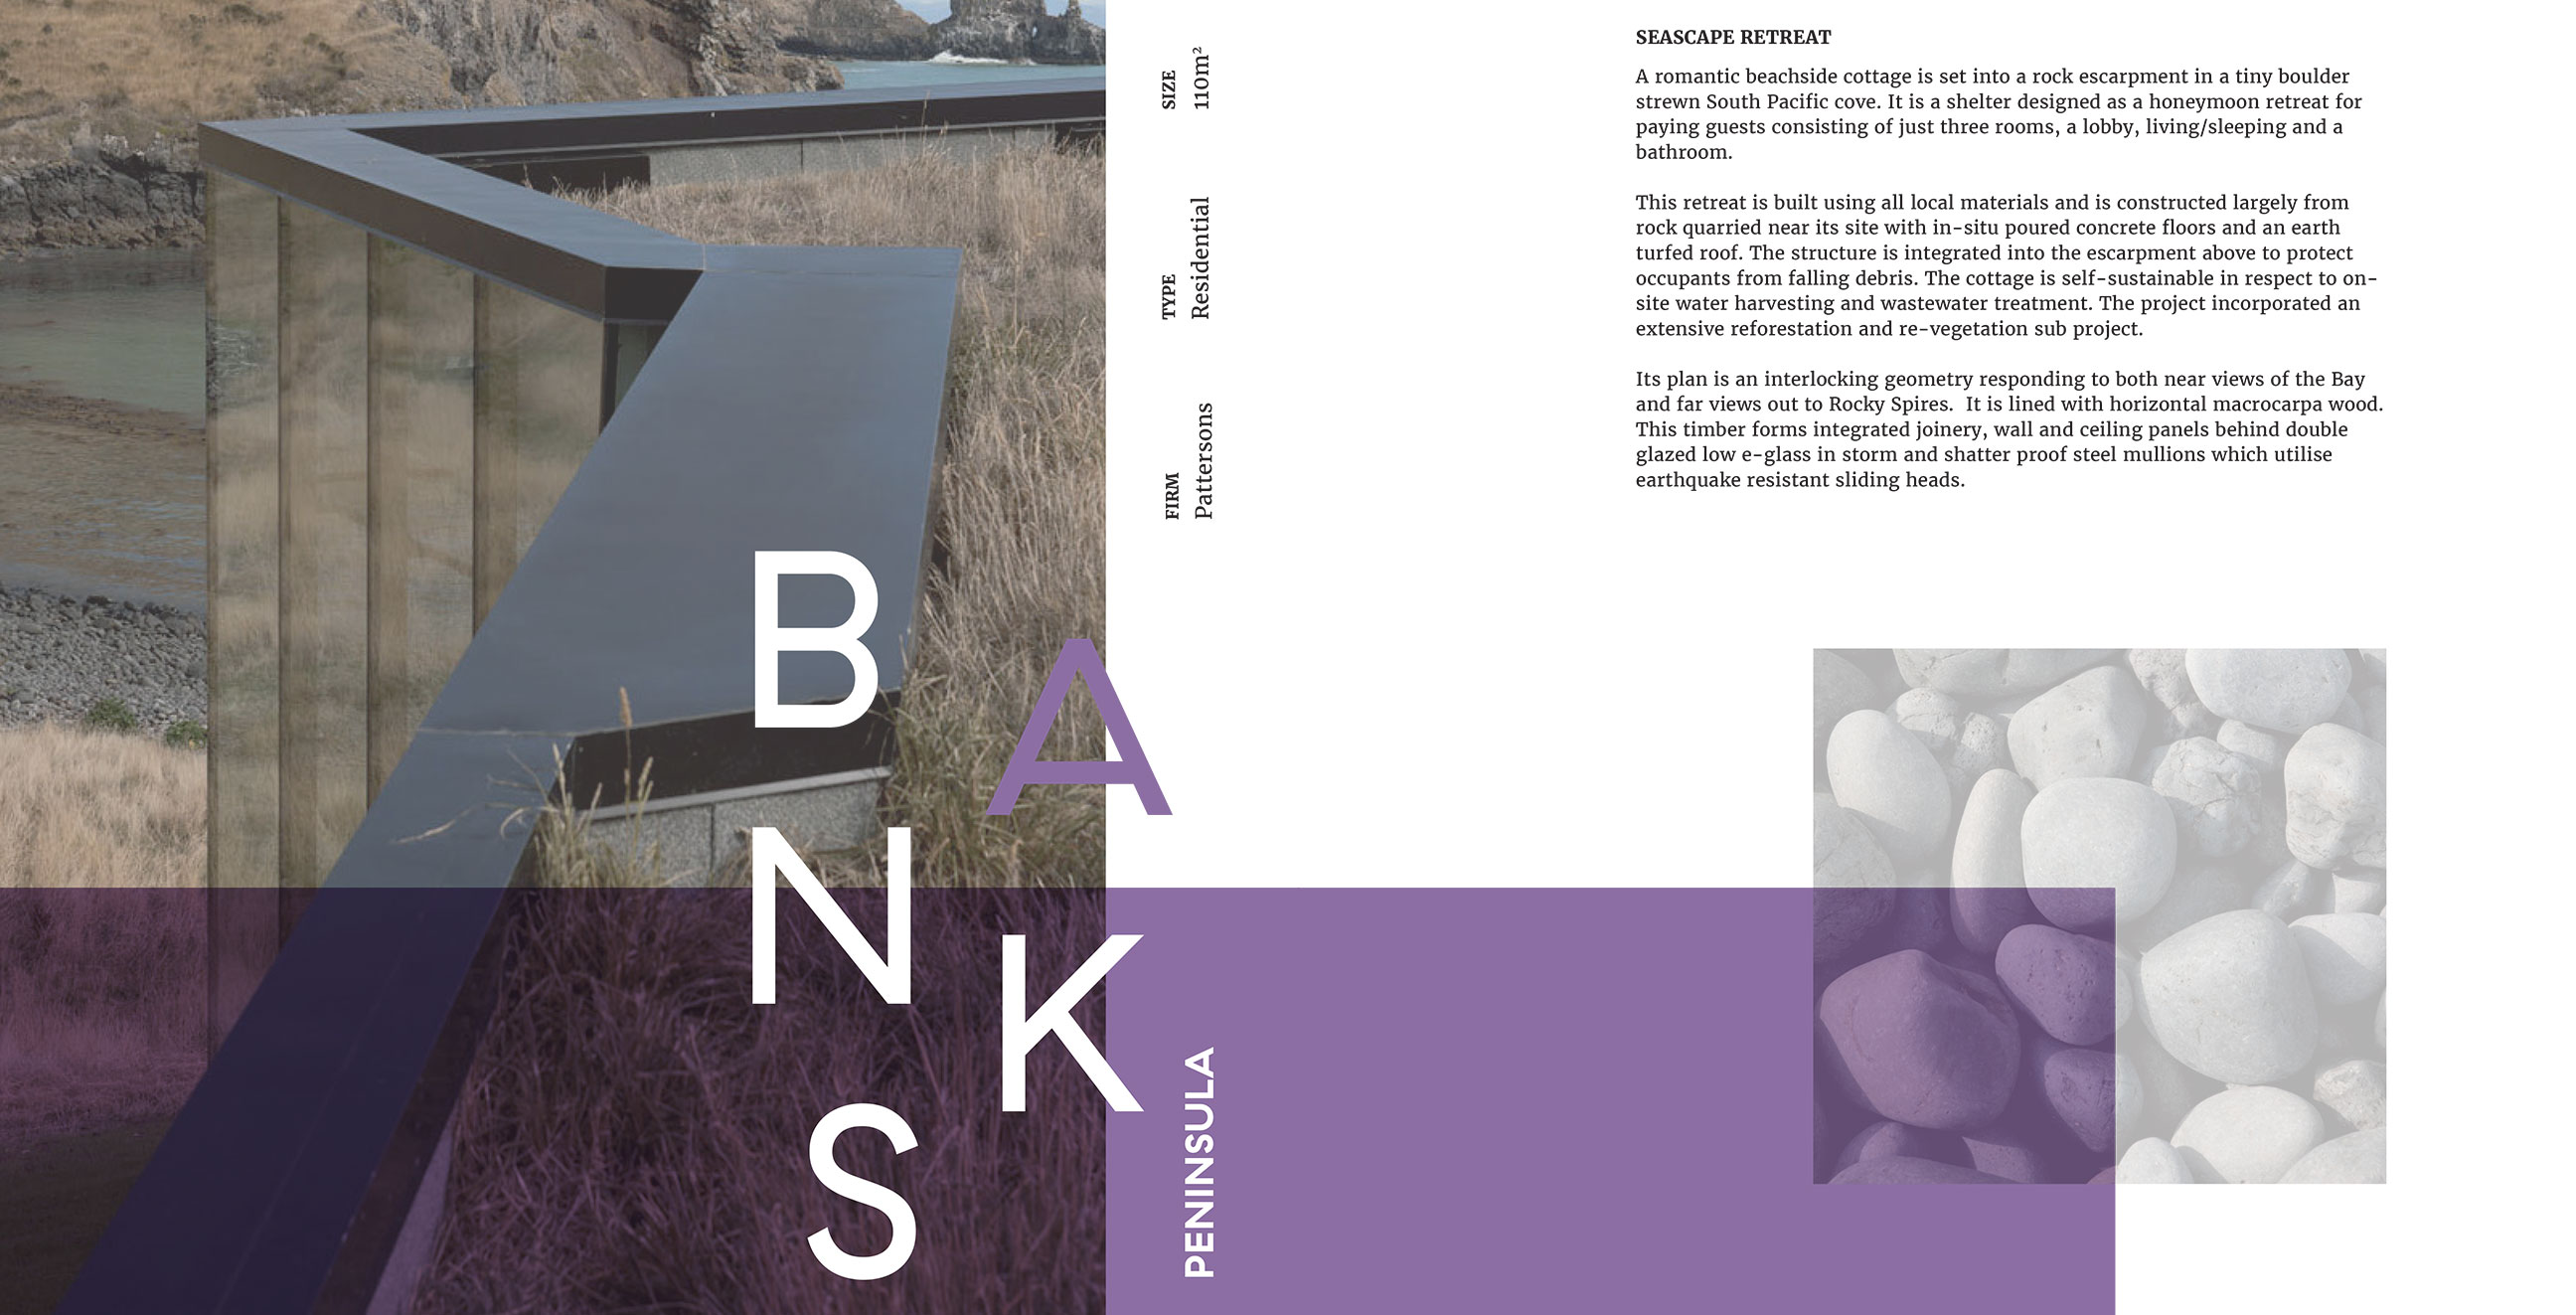 SIZE
110m²
TYPE
Residential
FIRM
Pattersons
B
A
N
K
S
PENINSULA
SEASCAPE RETREAT
A romantic beachside cottage is set into a rock escarpment in a tiny boulder
strewn South Pacific cove. It is a shelter designed as a honeymoon retreat for
paying guests consisting of just three rooms, a lobby, living/sleeping and a
bathroom.
This retreat is built using all local materials and is constructed largely from
rock quarried near its site with in-situ poured concrete floors and an earth
turfed roof. The structure is integrated into the escarpment above to protect
occupants from falling debris. The cottage is self-sustainable in respect to on-
site water harvesting and wastewater treatment. The project incorporated an
extensive reforestation and re-vegetation sub project.
Its plan is an interlocking geometry responding to both near views of the Bay
and far views out to Rocky Spires.  It is lined with horizontal macrocarpa wood.
This timber forms integrated joinery, wall and ceiling panels behind double
glazed low e-glass in storm and shatter proof steel mullions which utilise
earthquake resistant sliding heads.